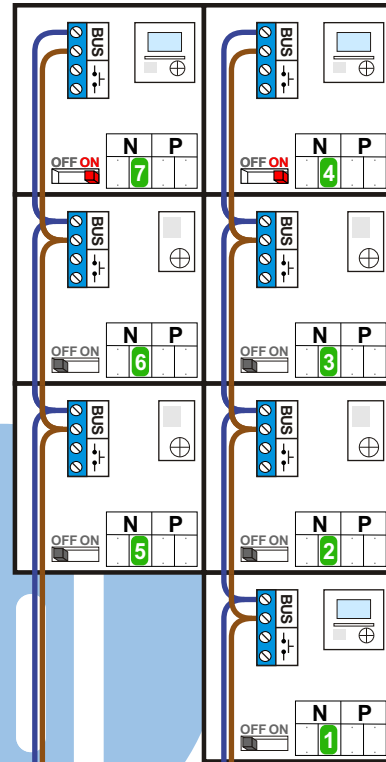 BUS
BUS
N P
N P
OFF ON
7
OFF ON
4
BUS
BUS
N P
N P
OFF ON
6
OFF ON
3
BUS
BUS
N P
N P
OFF ON
5
OFF ON
2
BUS
N P
OFF ON
1